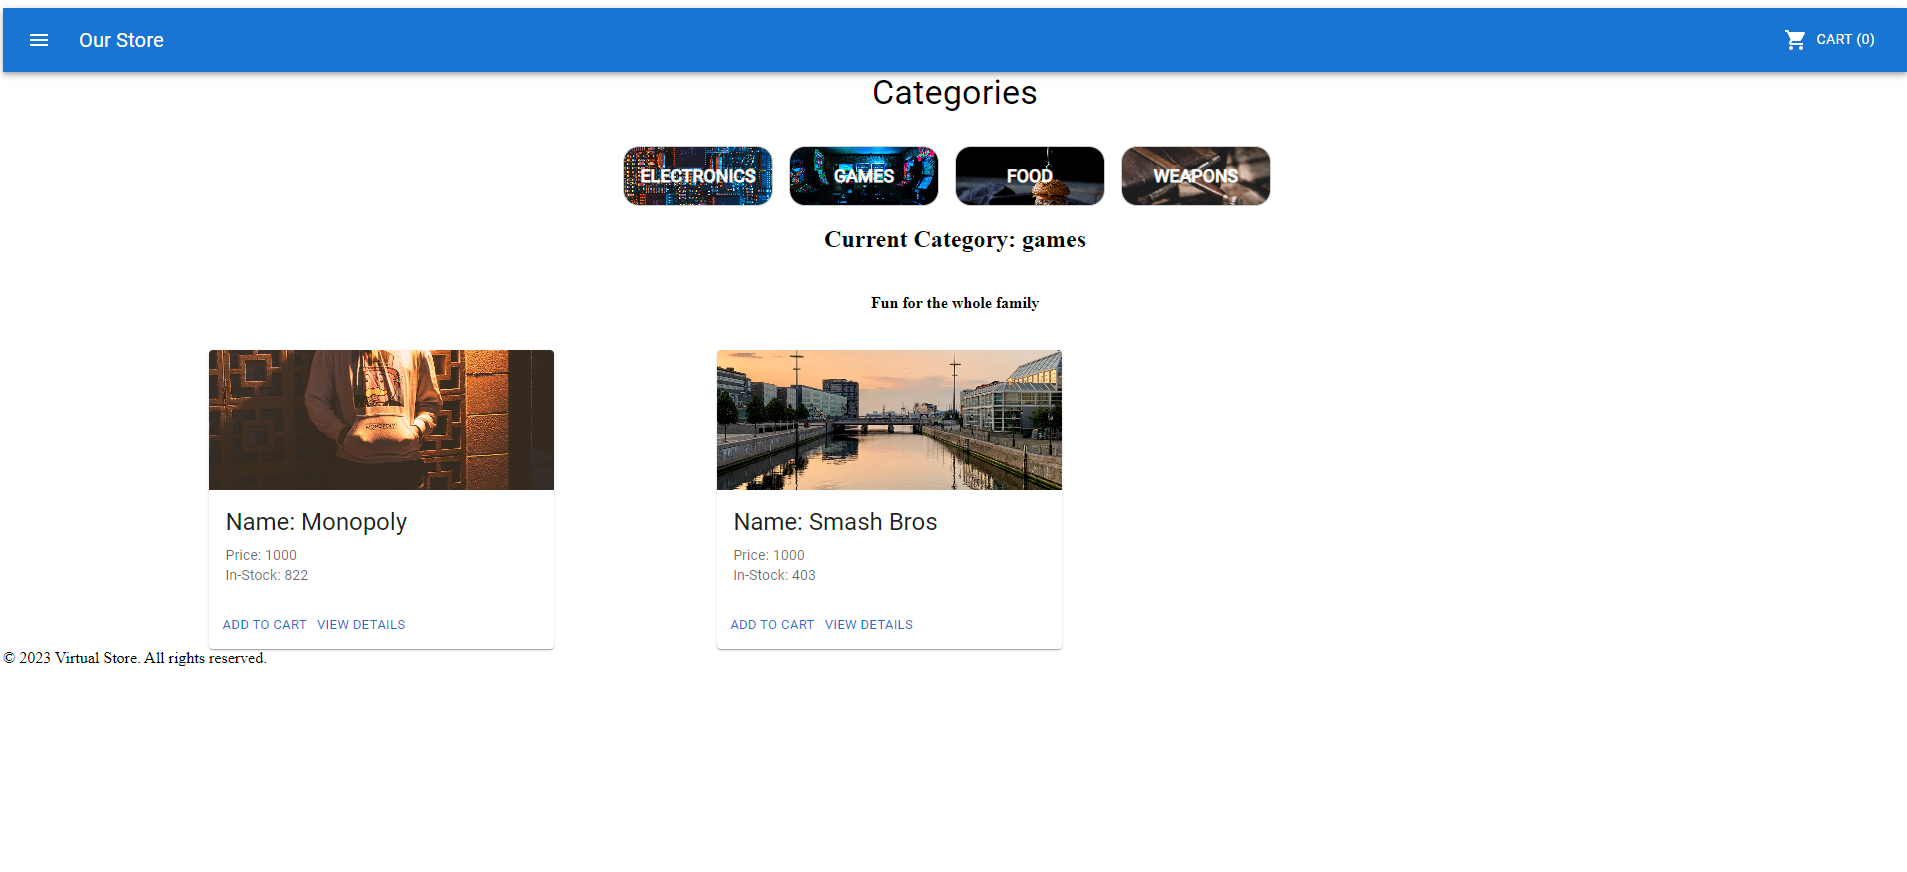 Our Store
CART (0)
Categories
ELECTRONICS
GAMES
FOOD
WEAPONS
Current Category: games
Fun for the whole family
MONOPOLY
Name: Monopoly
Price: 1000
In-Stock: 822
ADD TO CART
VIEW DETAILS
Name: Smash Bros
Price: 1000
In-Stock: 403
ADD TO CART
VIEW DETAILS
© 2023 Virtual Store. All rights reserved.